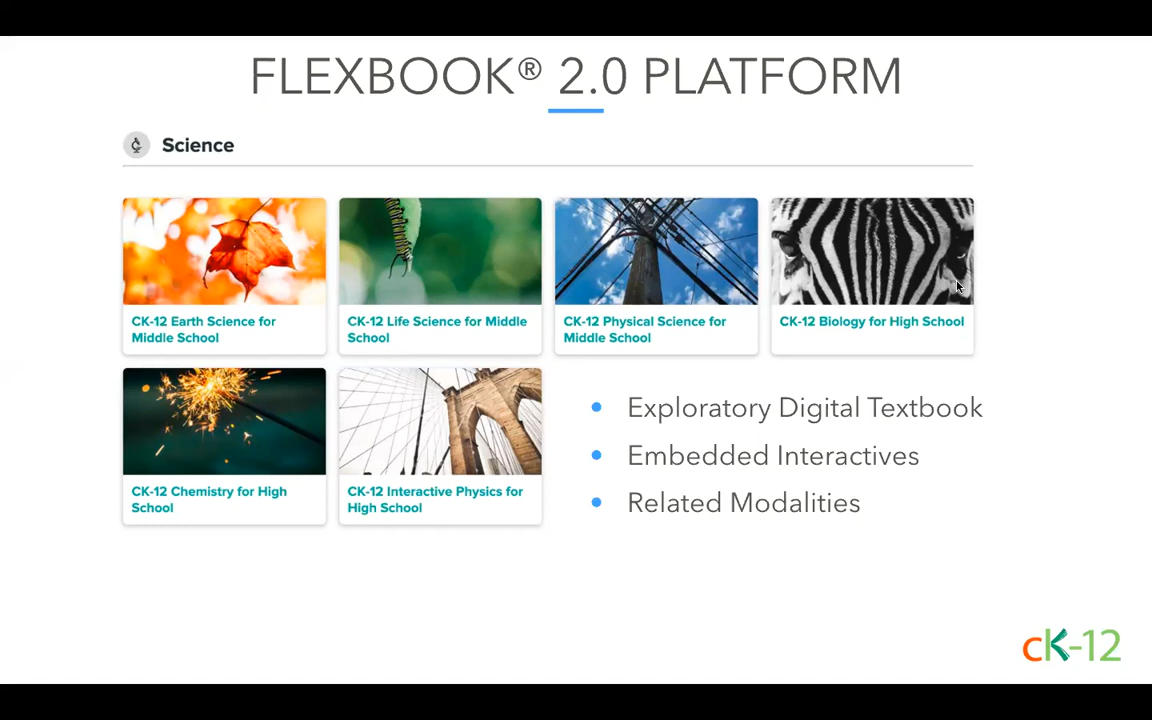 FLEXBOOK® 2.0 PLATFORM
Science
CK-12 Earth Science for
Middle School
CK-12 Life Science for Middle
School
CK-12 Physical Science for
Middle School
CK-12 Biology for High School
CK-12 Chemistry for High
School
CK-12 Interactive Physics for
High School
• Exploratory Digital Textbook
• Embedded Interactives
• Related Modalities
cK-12